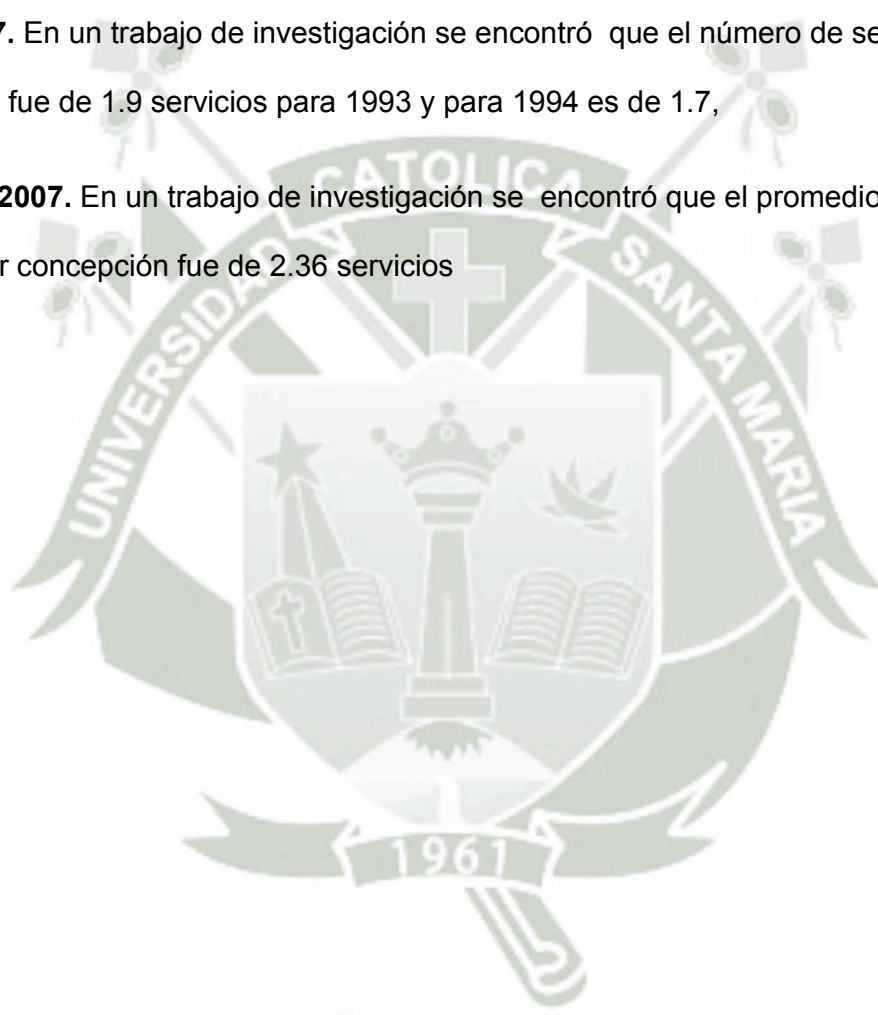 7. En un trabajo de investigación se encontró que el número de se
fue de 1.9 servicios para 1993 y para 1994 es de 1.7,
2007. En un trabajo de investigación se encontró que el promedio
r concepción fue de 2.36 servicios
UNIVERSIDAD CATOLICA SANTA MARIA
1961